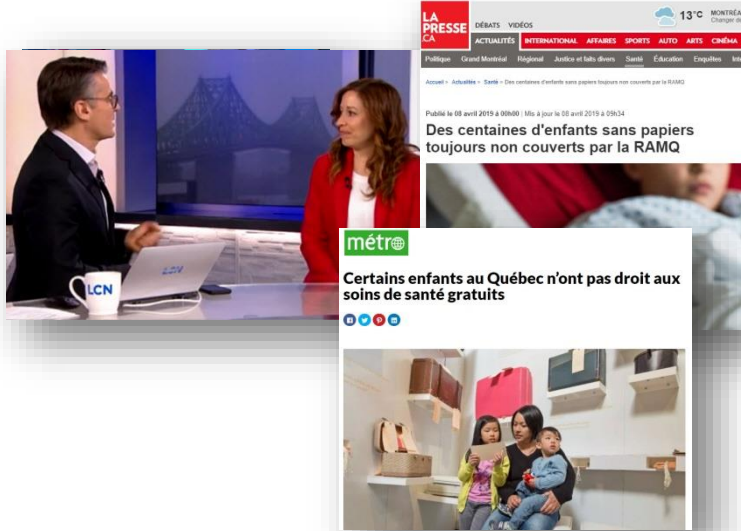 LCN
LCN
LA
PRESSE
.CA
DÉBATS VIDÉOS
13°C MONTRÉA
Changer de
ACTUALITÉS INTERNATIONAL AFFAIRES SPORTS AUTO ARTS CINÉMA
Politique Grand Montréal Régional Justice et faits divers Santé Éducation Enquêtes
Accueil > Actualités > Santé > Des centaines d'enfants sans papiers toujours non couverts par la RAMQ
Publié le 08 avril 2019 à 00h00 | Mis à jour le 08 avril 2019 à 09h34
Des centaines d'enfants sans papiers
toujours non couverts par la RAMQ
métro
Certains enfants au Québec n'ont pas droit aux
soins de santé gratuits